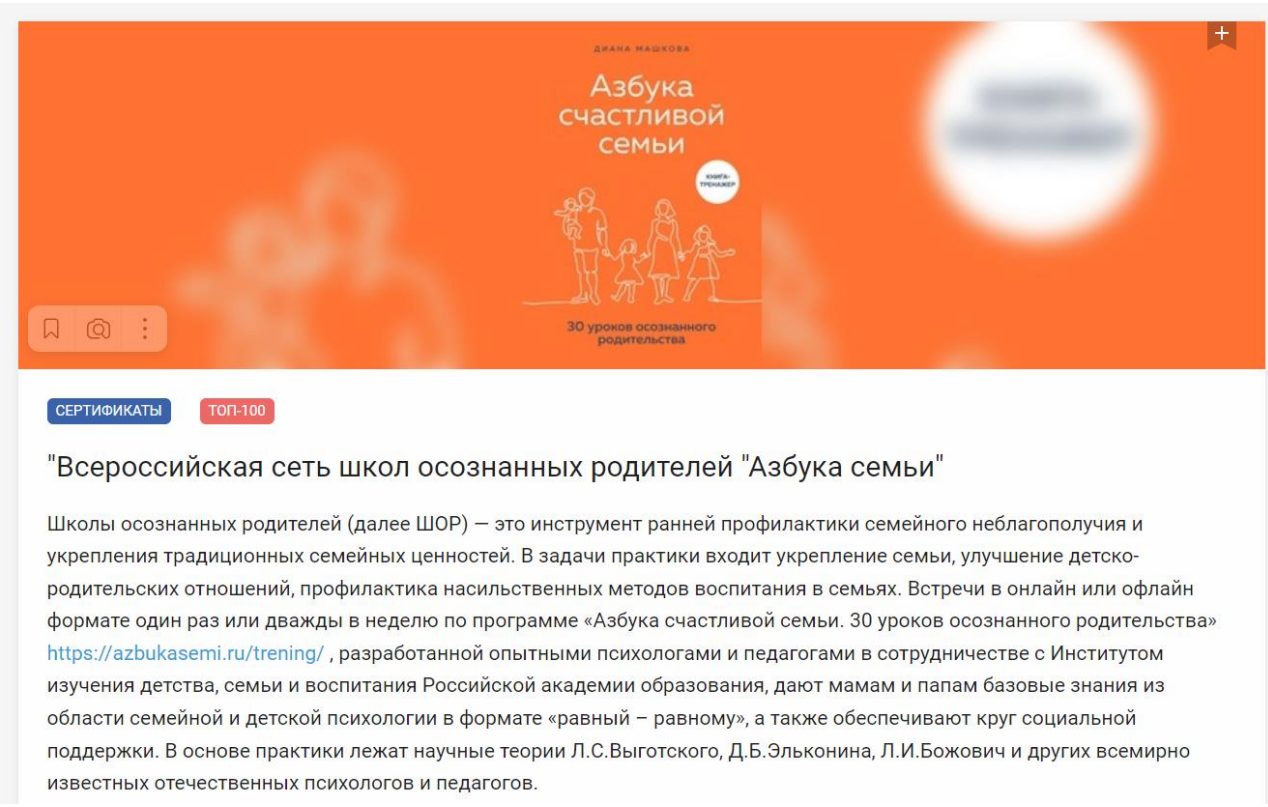 ДИАНА МАШКОВА
Азбука
счастливой
семьи
КНИГА-
ТРЕНАЖЕР
30 уроков осознанного
родительства
СЕРТИФИКАТЫ ТОП-100
"Всероссийская сеть школ осознанных родителей "Азбука семьи"
Школы осознанных родителей (далее ШОР) — это инструмент ранней профилактики семейного неблагополучия и
укрепления традиционных семейных ценностей. В задачи практики входит укрепление семьи, улучшение детско-
родительских отношений, профилактика насильственных методов воспитания в семьях. Встречи в онлайн или офлайн
формате один раз или дважды в неделю по программе «Азбука счастливой семьи. 30 уроков осознанного родительства»
https://azbukasemi.ru/trening/ , разработанной опытными психологами и педагогами в сотрудничестве с Институтом
изучения детства, семьи и воспитания Российской академии образования, дают мамам и папам базовые знания из
области семейной и детской психологии в формате «равный – равному», а также обеспечивают круг социальной
поддержки. В основе практики лежат научные теории Л.С.Выготского, Д.Б.Эльконина, Л.И.Божович и других всемирно
известных отечественных психологов и педагогов.